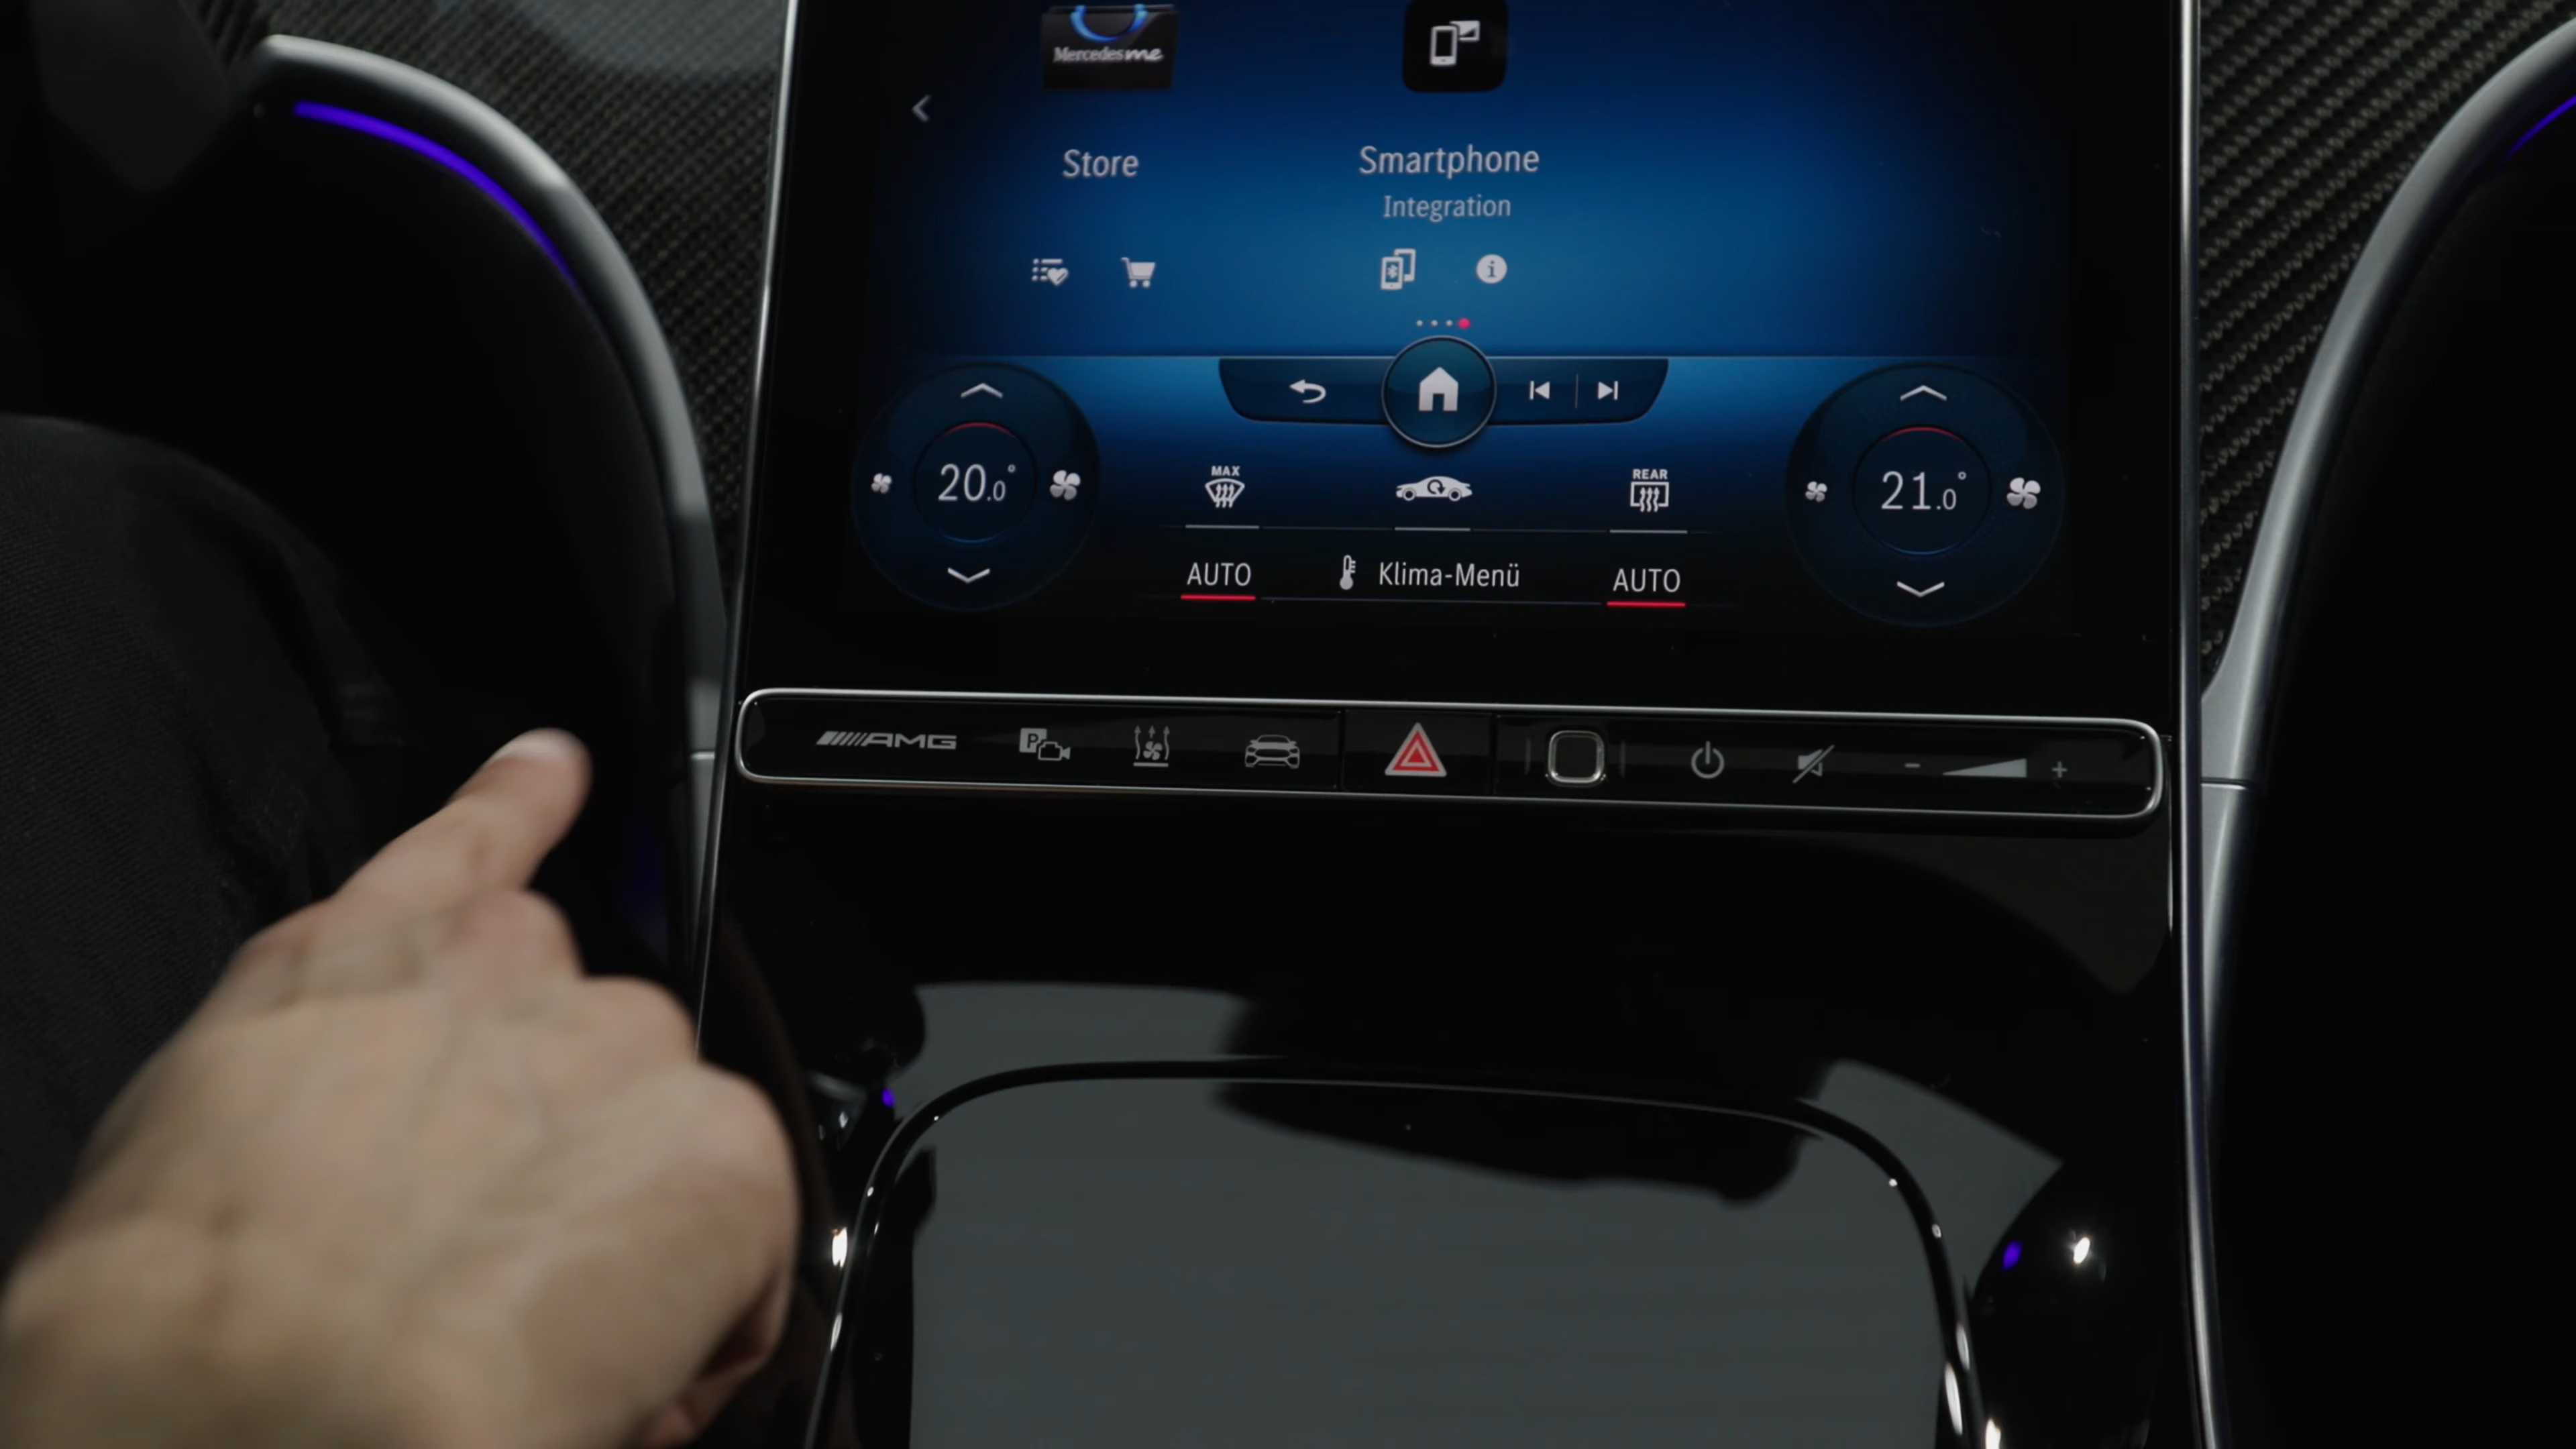 Mercedes me
Store
Smartphone
Integration
20.0°
MAX
REAR
21.0°
AUTO
Klima-Menü
AUTO
AMG
P
- +